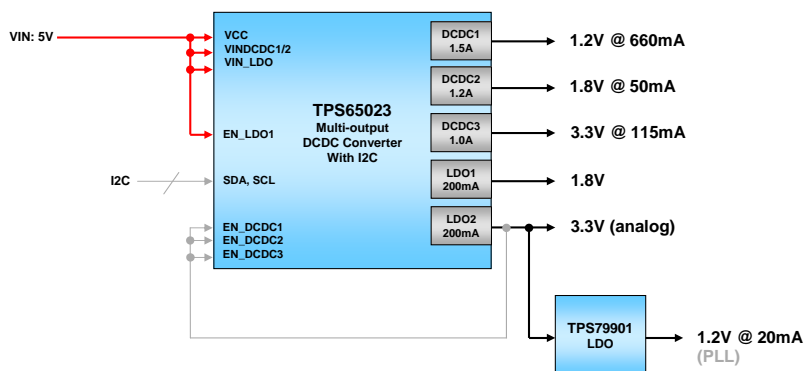 VIN: 5V
VCC
VINDCDC1/2
VIN_LDO
EN_LDO1
I2C
SDA, SCL
EN_DCDC1
EN_DCDC2
EN_DCDC3
TPS65023
Multi-output
DCDC Converter
With I2C
DCDC1
1.5A
1.2V @ 660mA
DCDC2
1.2A
1.8V @ 50mA
DCDC3
1.0A
3.3V @ 115mA
LDO1
200mA
1.8V
LDO2
200mA
3.3V (analog)
TPS79901
LDO
1.2V @ 20mA
(PLL)